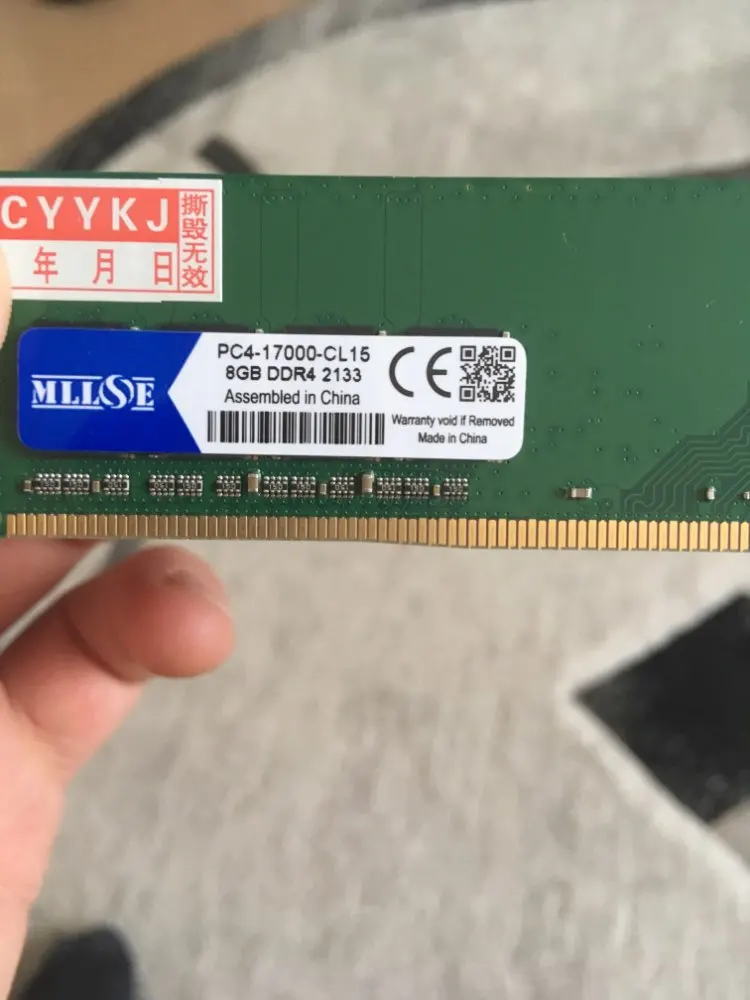 CYYKJ
年 月 日
撕毁无效
MLLSE
PC4-17000-CL15
8GB DDR4 2133
Assembled in China
CE
Warranty void if Removed
Made in China